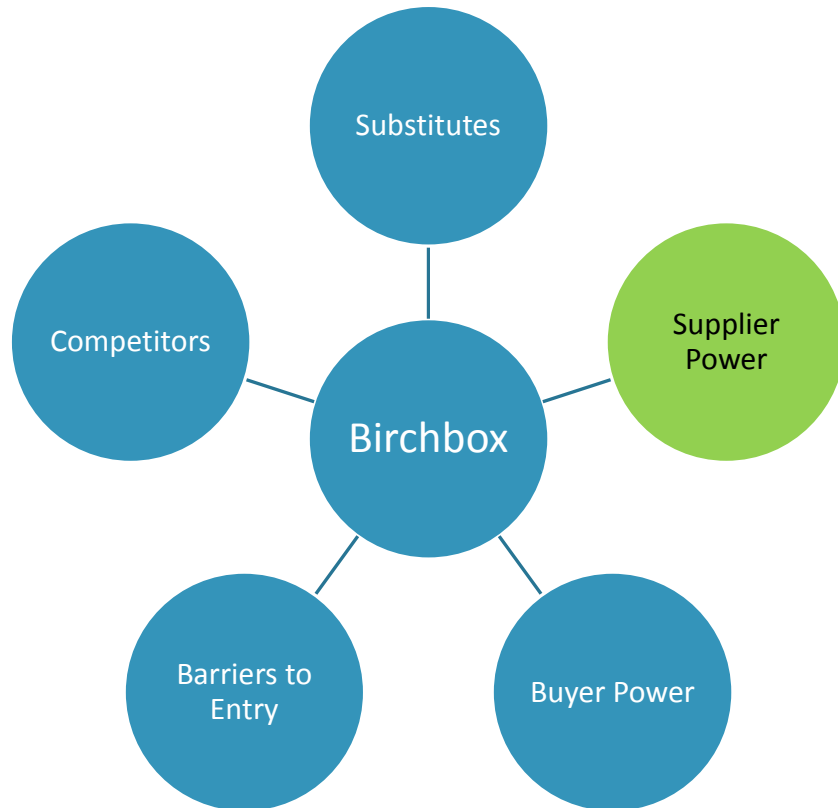 Substitutes
Competitors
Supplier
Power
Birchbox
Barriers to
Entry
Buyer Power